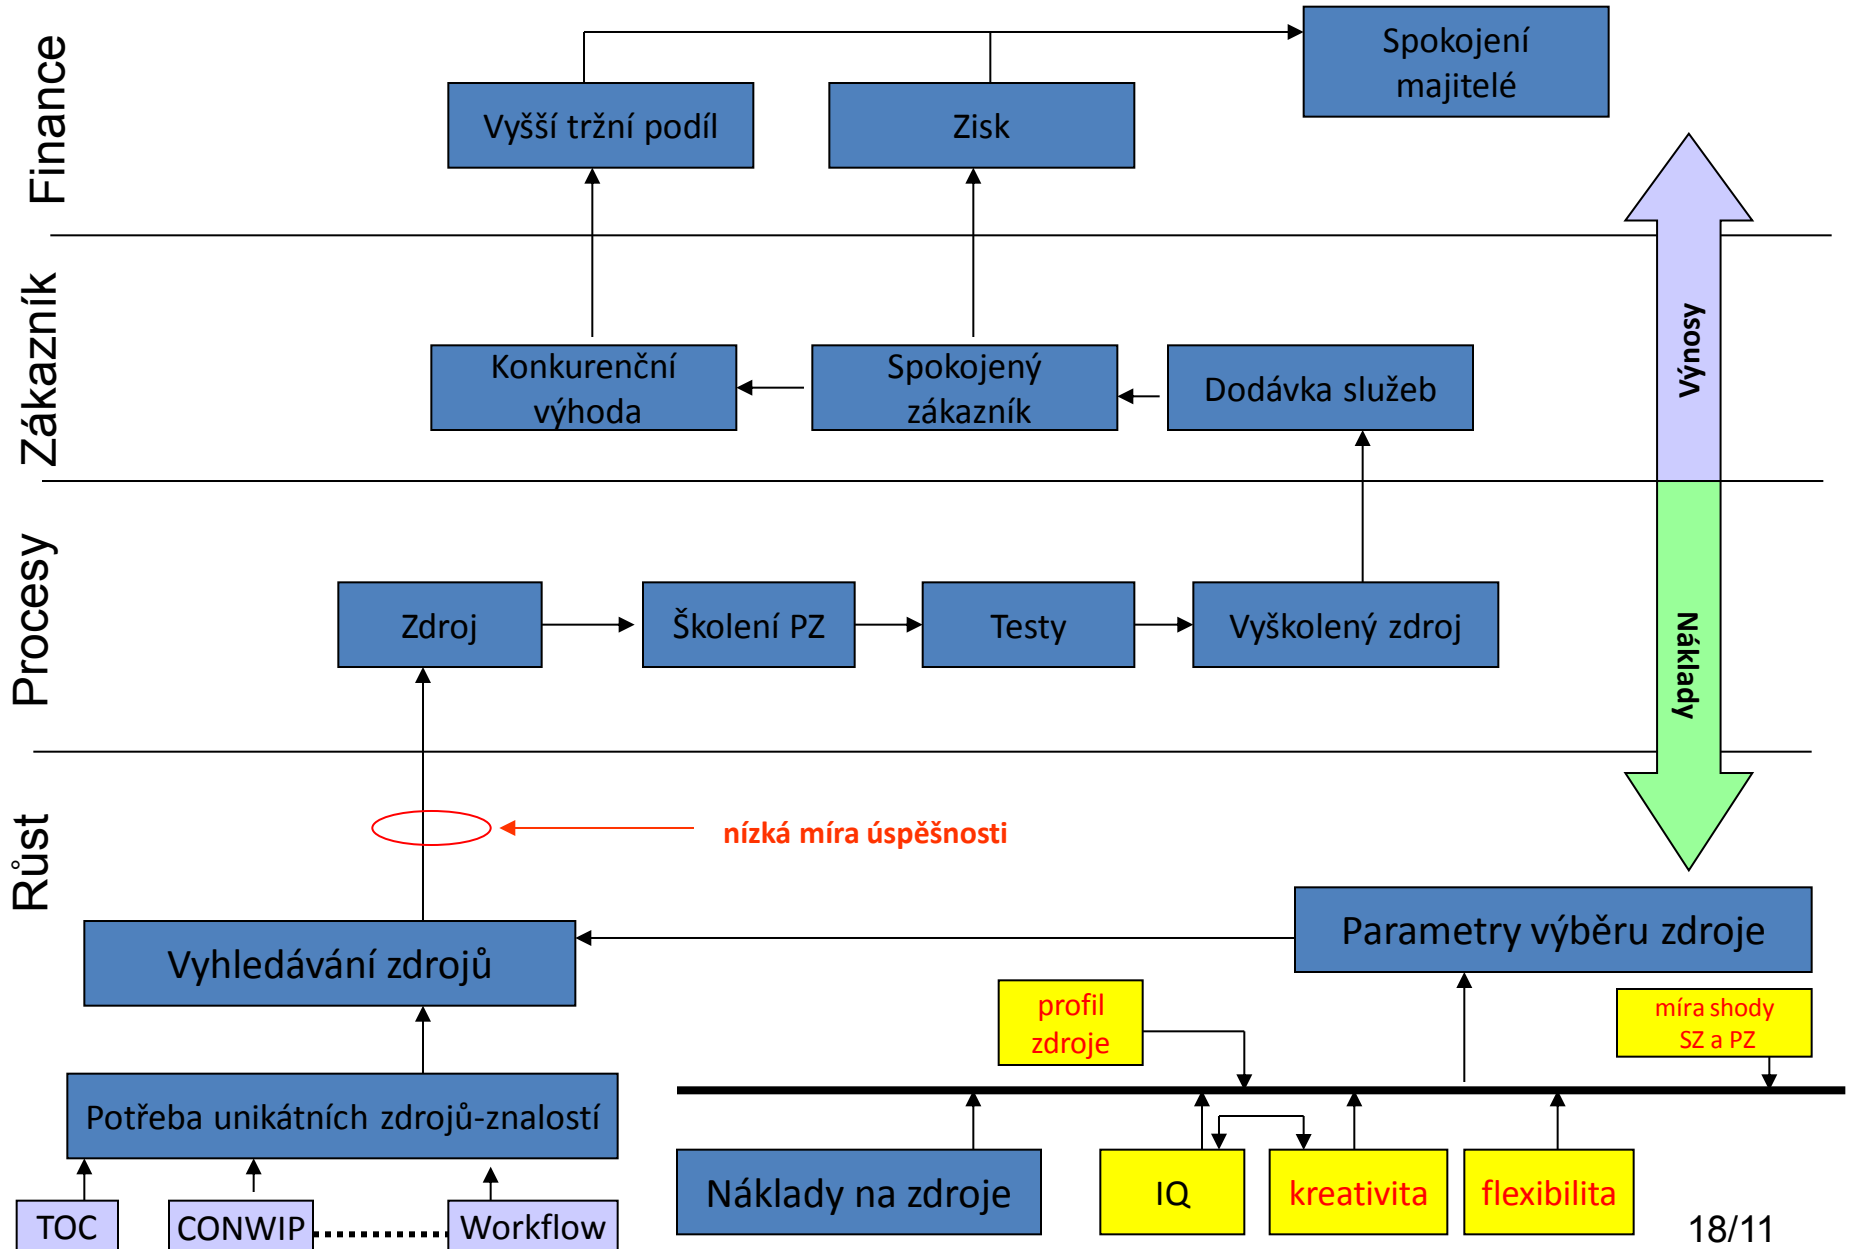 Finance
Spokojení
majitelé
Vyšší tržní podíl
Zisk
Zákazník
Výnosy
Konkurenční
výhoda
Spokojený
zákazník
Dodávka služeb
Procesy
Zdroj
Školení PZ
Testy
Vyškolený zdroj
Náklady
Růst
nízká míra úspěšnosti
Vyhledávání zdrojů
Parametry výběru zdroje
profil
zdroje
míra shody
SZ a PZ
Potřeba unikátních zdrojů-znalostí
Náklady na zdroje
IQ
kreativita
flexibilita
TOC
CONWIP
Workflow
18/11